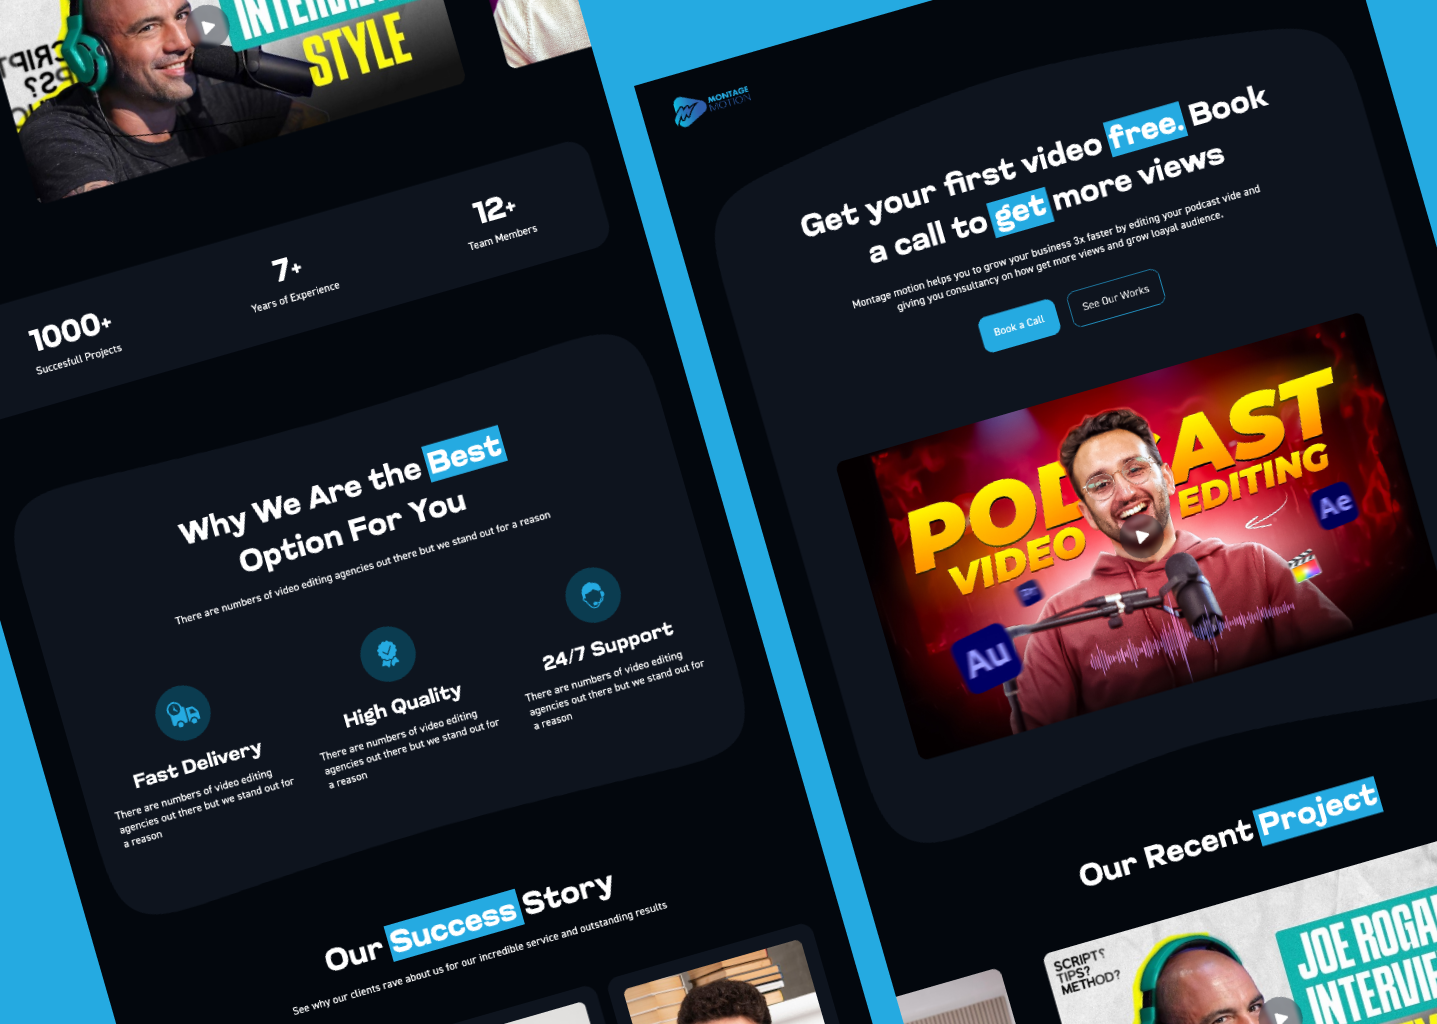 SCRIPT?
TIPS?
INTERVIEW
STYLE
1000+
Succesfull Projects
7+
Years of Experience
12+
Team Members
Why We Are the Best
Option For You
There are numbers of video editing agencies out there but we stand out for a reason
Fast Delivery
There are numbers of video editing
agencies out there but we stand out for
a reason
High Quality
There are numbers of video editing
agencies out there but we stand out for
a reason
24/7 Support
There are numbers of video editing
agencies out there but we stand out for
a reason
Our Success Story
See why our clients rave about us for our incredible service and outstanding results
MONTAGE
MOTION
Get your first video free. Book
a call to get more views
Montage motion helps you to grow your business 3x faster by editing your podcast vide and
giving you consultancy on how get more views and grow loayal audience.
Book a Call
See Our Works
PODCAST
VIDEO EDITING
Ae
Au
Our Recent Project
SCRIPT?
TIPS?
METHOD?
JOE ROGA
INTERVIE